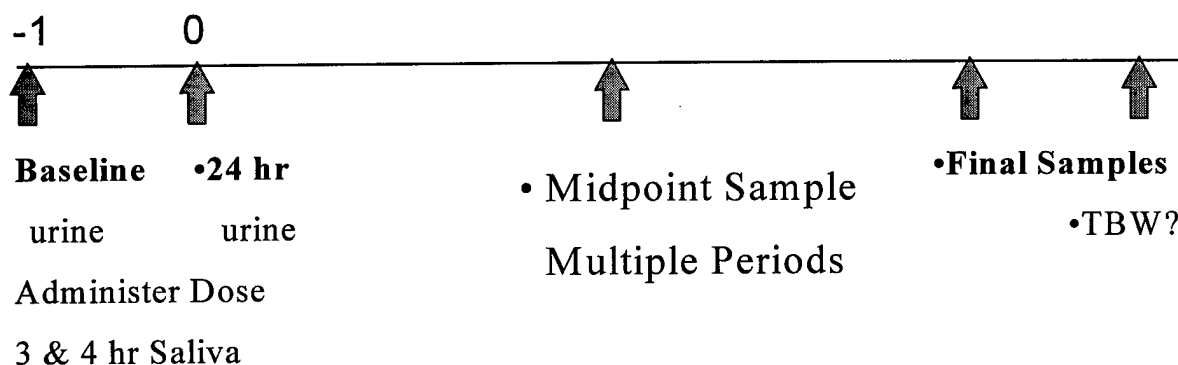 -1 0
Baseline •24 hr
urine urine
Administer Dose
3 & 4 hr Saliva
• Midpoint Sample
Multiple Periods
•Final Samples
•TBW?